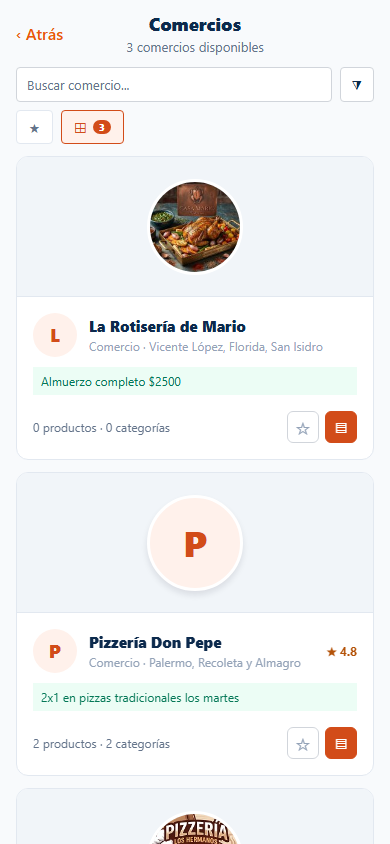 ‹ Atrás
Comercios
3 comercios disponibles
Buscar comercio...
3
L
La Rotisería de Mario
Comercio · Vicente López, Florida, San Isidro
Almuerzo completo $2500
0 productos · 0 categorías
P
P
Pizzería Don Pepe
★ 4.8
Comercio · Palermo, Recoleta y Almagro
2x1 en pizzas tradicionales los martes
2 productos · 2 categorías
PIZZERÍA
LOS HERMANOS